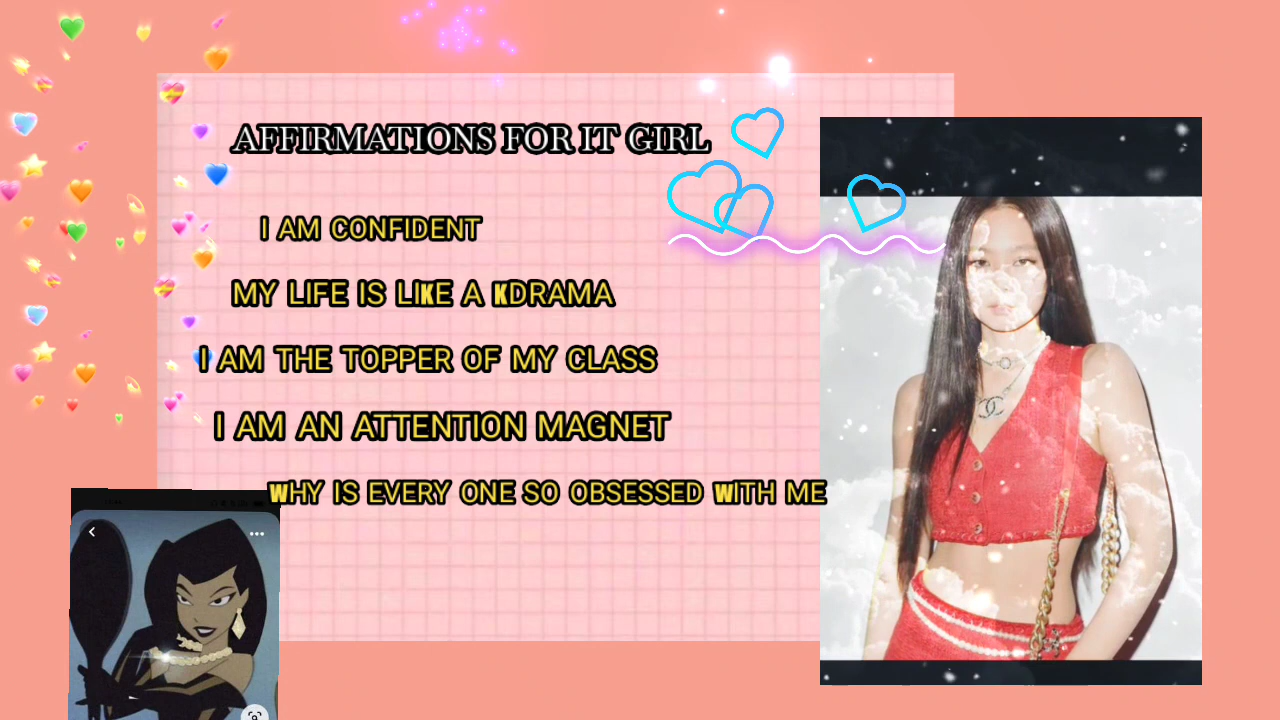 AFFIRMATIONS FOR IT GIRL
I AM CONFIDENT
MY LIFE IS LIKE A KDRAMA
I AM THE TOPPER OF MY CLASS
I AM AN ATTENTION MAGNET
WHY IS EVERY ONE SO OBSESSED WITH ME